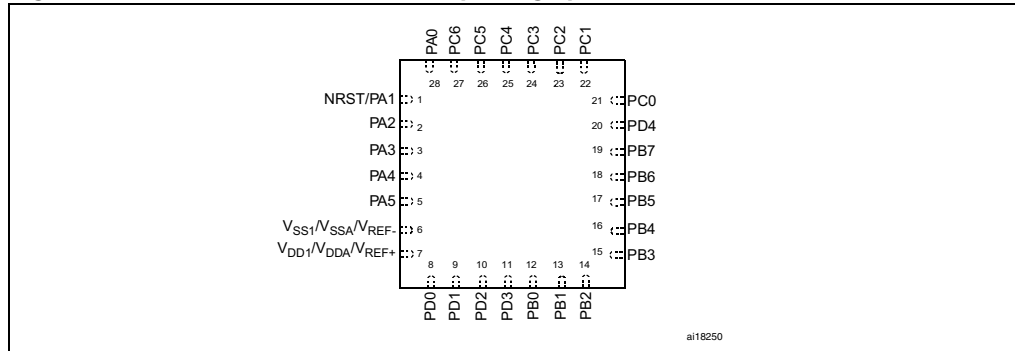 PA0 PC6 PC5 PC4 PC3 PC2 PC1
28 27 26 25 24 23 22
NRST/PA1 1 21 PC0
PA2 2 20 PD4
PA3 3 19 PB7
PA4 4 18 PB6
PA5 5 17 PB5
VSS1/VSSA/VREF- 6 16 PB4
VDD1/VDDA/VREF+ 7 15 PB3
8 9 10 11 12 13 14
PD0 PD1 PD2 PD3 PB0 PB1 PB2
ai18250